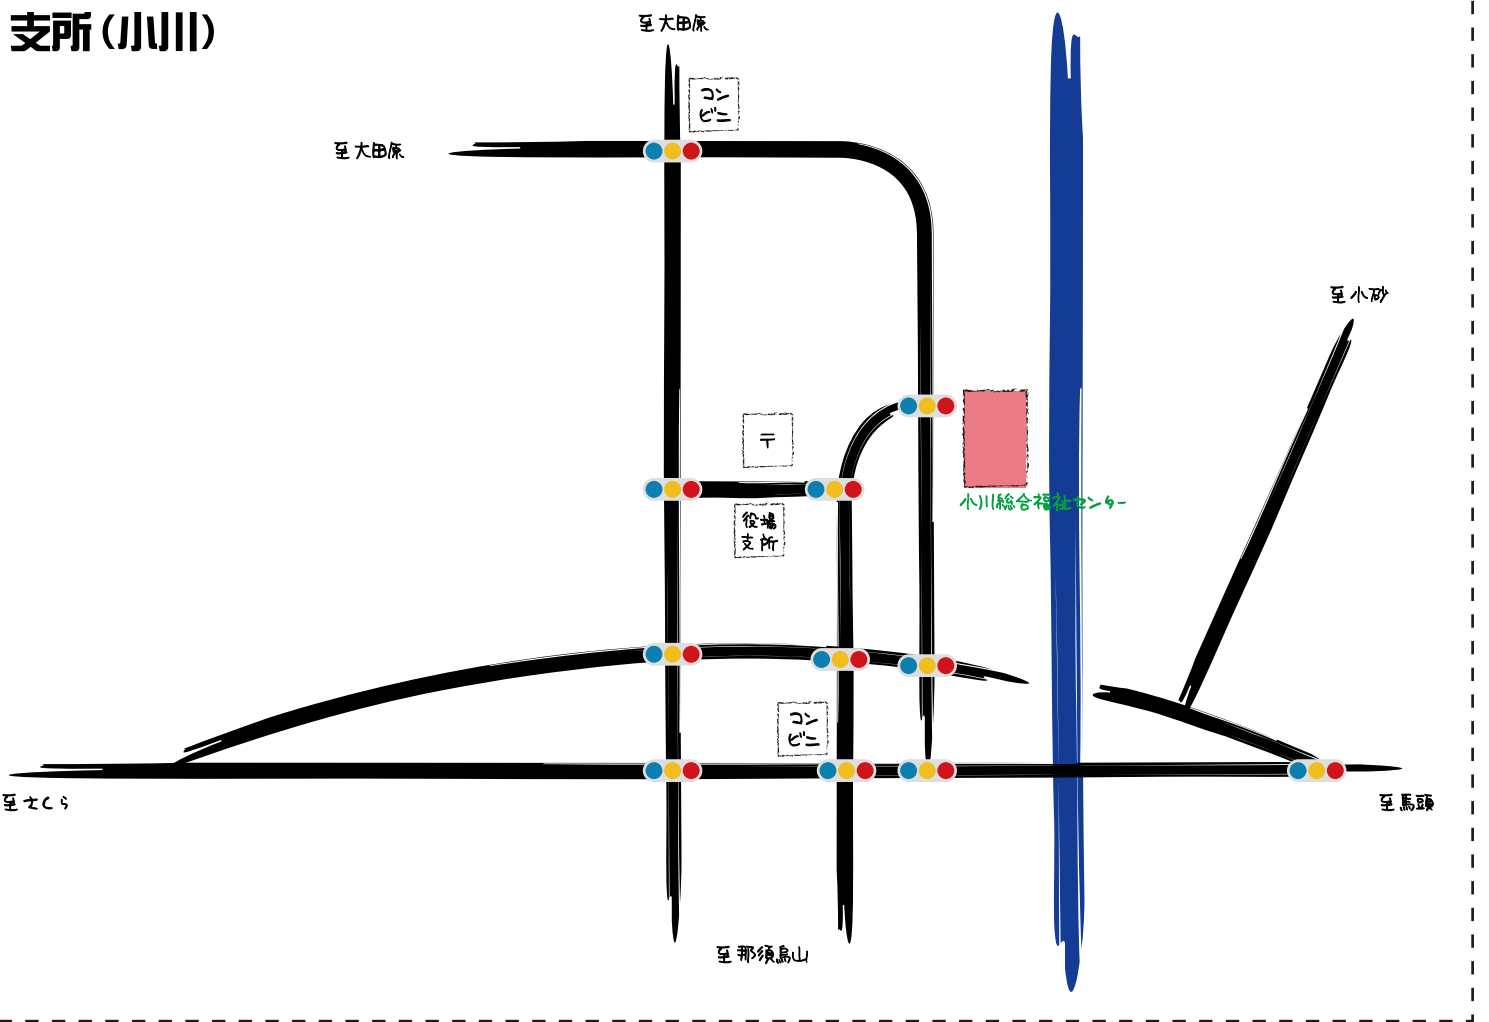 支所（小川）
至大田原
コン
ビニ
至大田原
至小砂
〒
小川総合福祉センター
役場
支所
コン
ビニ
至さくら
至馬頭
至那須烏山